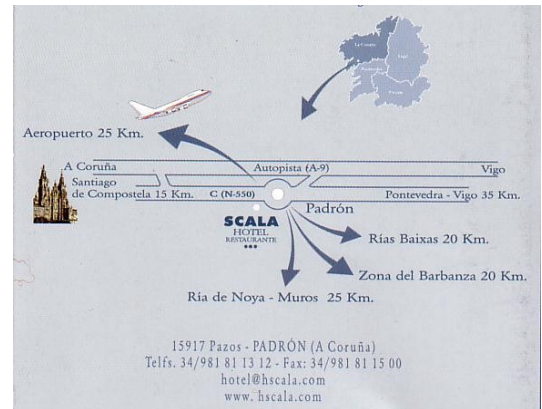 Aeropuerto 25 Km.
A Coruña Autopista (A-9) Vigo
Santiago
de Compostela 15 Km. C (N-550) Pontevedra - Vigo 35 Km.
Padrón
SCALA
HOTEL
RESTAURANTE
Rías Baixas 20 Km.
Zona del Barbanza 20 Km.
Ría de Noya - Muros 25 Km.
15917 Pazos - PADRÓN (A Coruña)
Telfs. 34/981 81 13 12 - Fax: 34/981 81 15 00
hotel@hscala.com
www. hscala.com